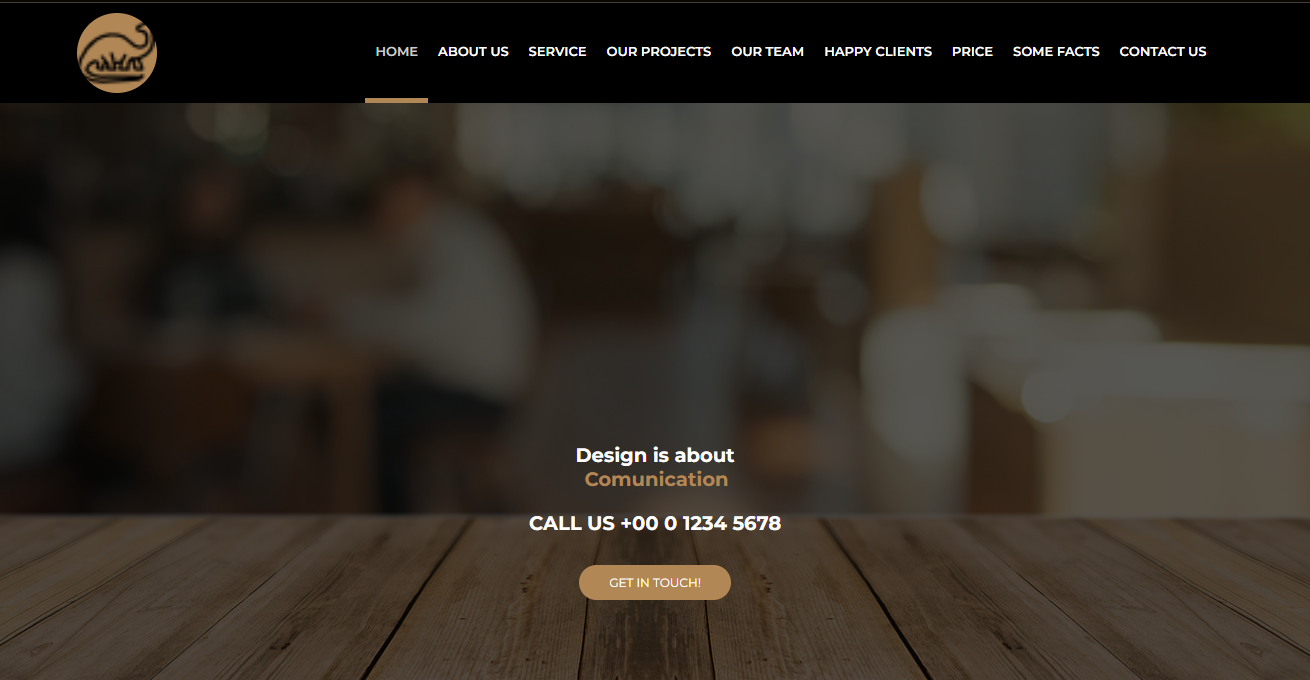 HOME ABOUT US SERVICE OUR PROJECTS OUR TEAM HAPPY CLIENTS PRICE SOME FACTS CONTACT US
Design is about
Comunication
CALL US +00 0 1234 5678
GET IN TOUCH!